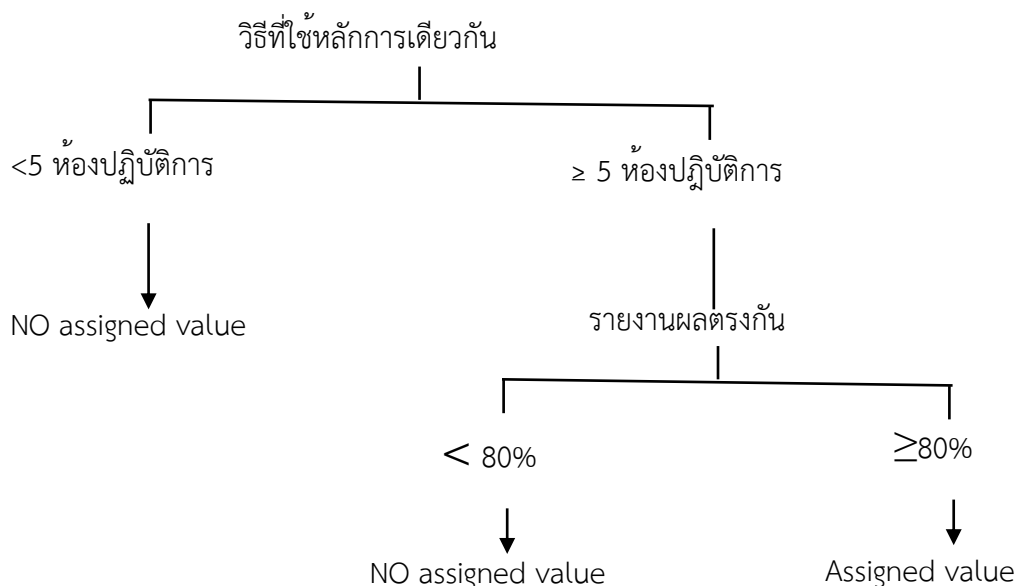 วิธีที่ใช้หลักการเดียวกัน
<5 ห้องปฏิบัติการ
≥ 5 ห้องปฎิบัติการ
NO assigned value
รายงานผลตรงกัน
< 80%
≥80%
NO assigned value
Assigned value